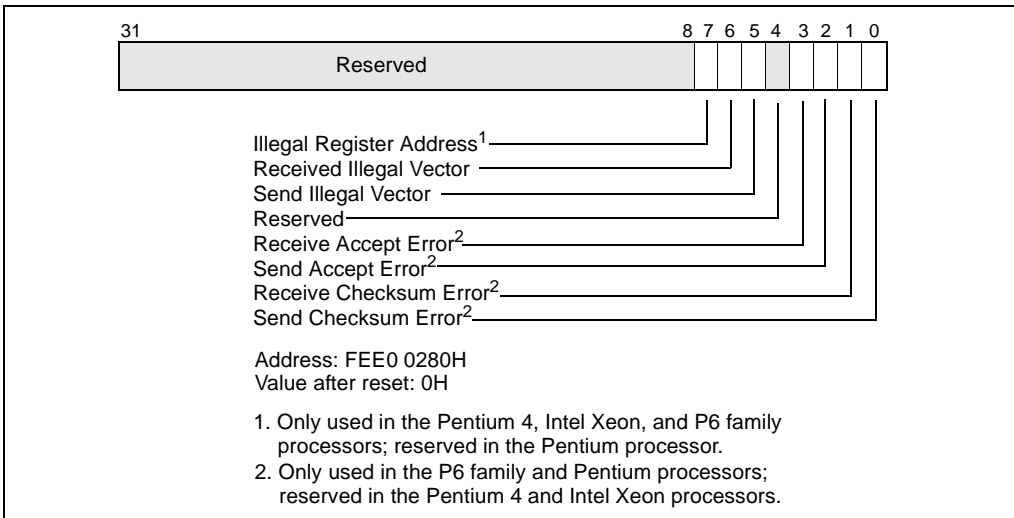 31 8 7 6 5 4 3 2 1 0
Reserved
Illegal Register Address1
Received Illegal Vector
Send Illegal Vector
Reserved
Receive Accept Error2
Send Accept Error2
Receive Checksum Error2
Send Checksum Error2
Address: FEE0 0280H
Value after reset: 0H
1. Only used in the Pentium 4, Intel Xeon, and P6 family
processors; reserved in the Pentium processor.
2. Only used in the P6 family and Pentium processors;
reserved in the Pentium 4 and Intel Xeon processors.